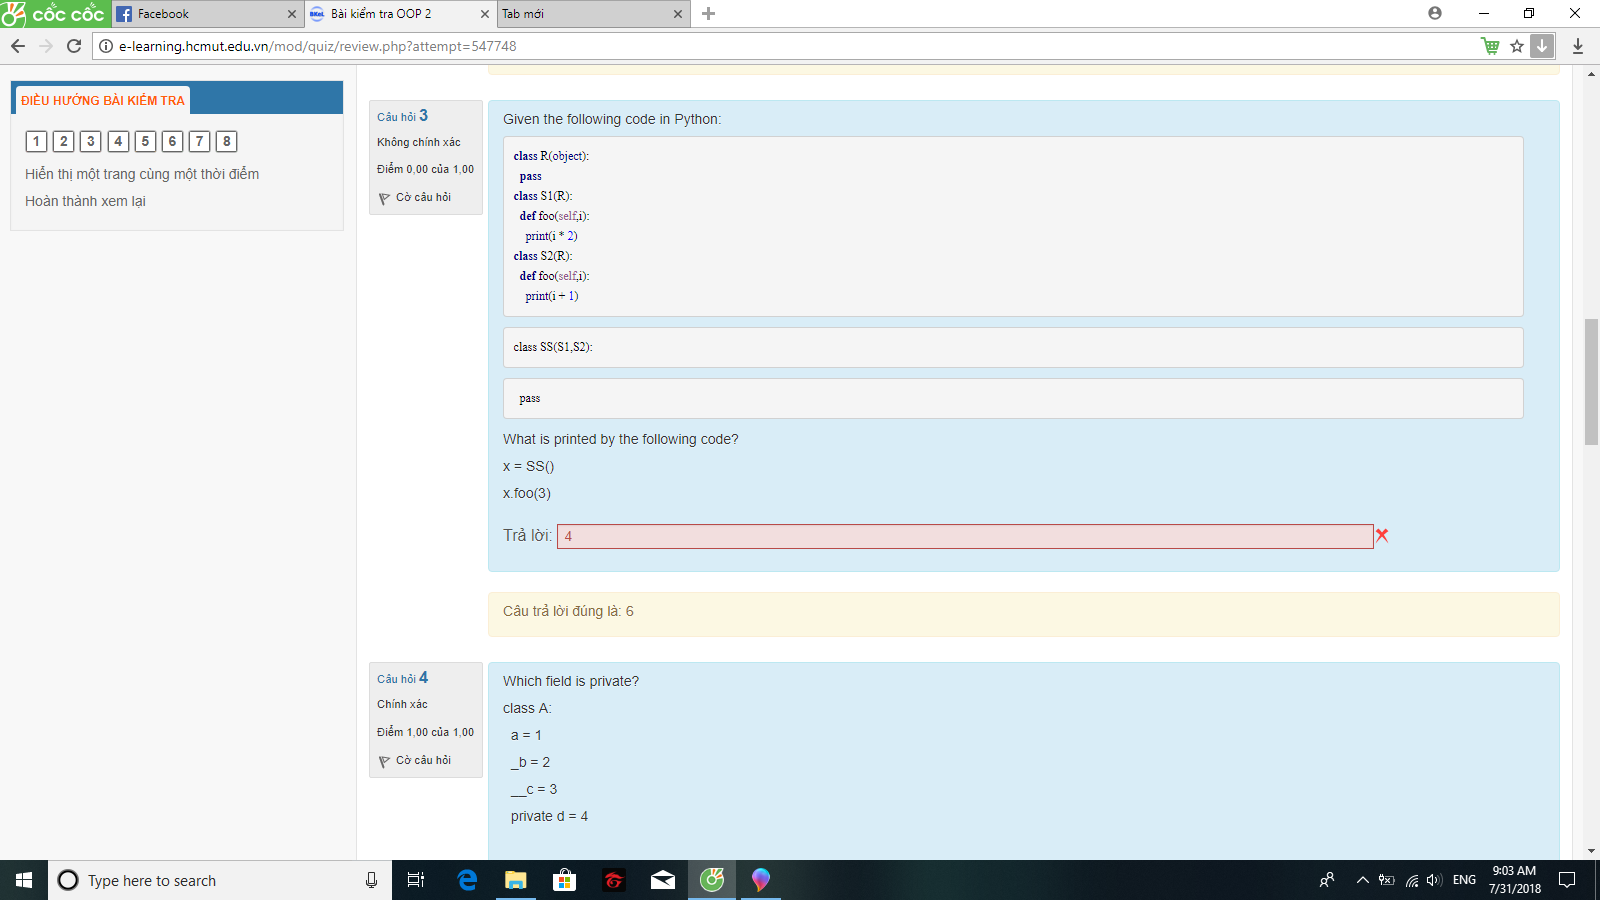 cốc cốc
Facebook
Bài kiểm tra OOP 2
Tab mới
e-learning.hcmut.edu.vn/mod/quiz/review.php?attempt=547748
ĐIỀU HƯỚNG BÀI KIỂM TRA
1 2 3 4 5 6 7 8
Hiển thị một trang cùng một thời điểm
Hoàn thành xem lại
Câu hỏi 3
Không chính xác
Điểm 0,00 của 1,00
Cờ câu hỏi
Given the following code in Python:
class R(object):
pass
class S1(R):
def foo(self,i):
print(i * 2)
class S2(R):
def foo(self,i):
print(i + 1)
class SS(S1,S2):
pass
What is printed by the following code?
x = SS()
x.foo(3)
Trả lời: 4
Câu trả lời đúng là: 6
Câu hỏi 4
Chính xác
Điểm 1,00 của 1,00
Cờ câu hỏi
Which field is private?
class A:
a = 1
_b = 2
__c = 3
private d = 4
Type here to search
ENG
9:03 AM
7/31/2018